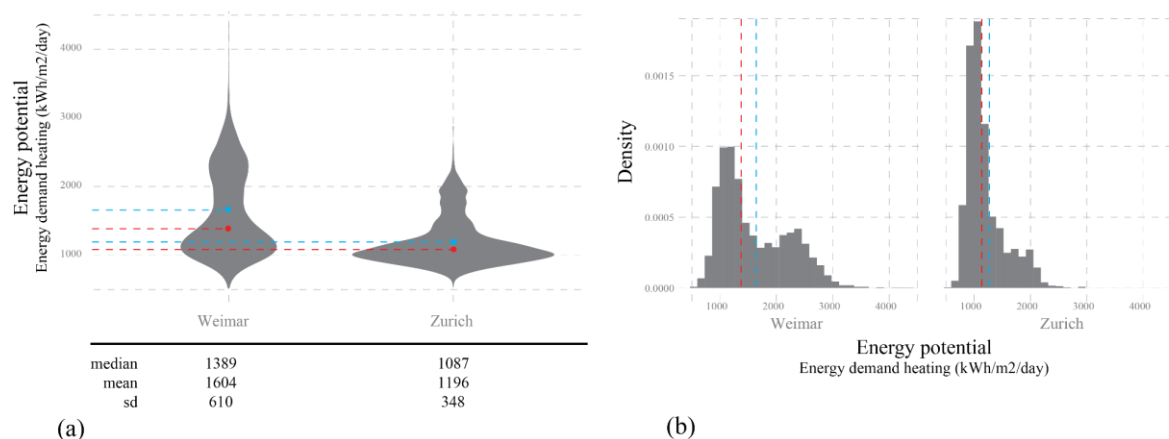 4000
3000
2000
1000
Energy potential
Energy demand heating (kWh/m2/day)
Weimar Zurich
median 1389 1087
mean 1604 1196
sd 610 348
(a)
0.0015
0.0010
0.0005
0.0000
Density
1000 2000 3000 4000 1000 2000 3000 4000
Weimar Zurich
Energy potential
Energy demand heating (kWh/m2/day)
(b)